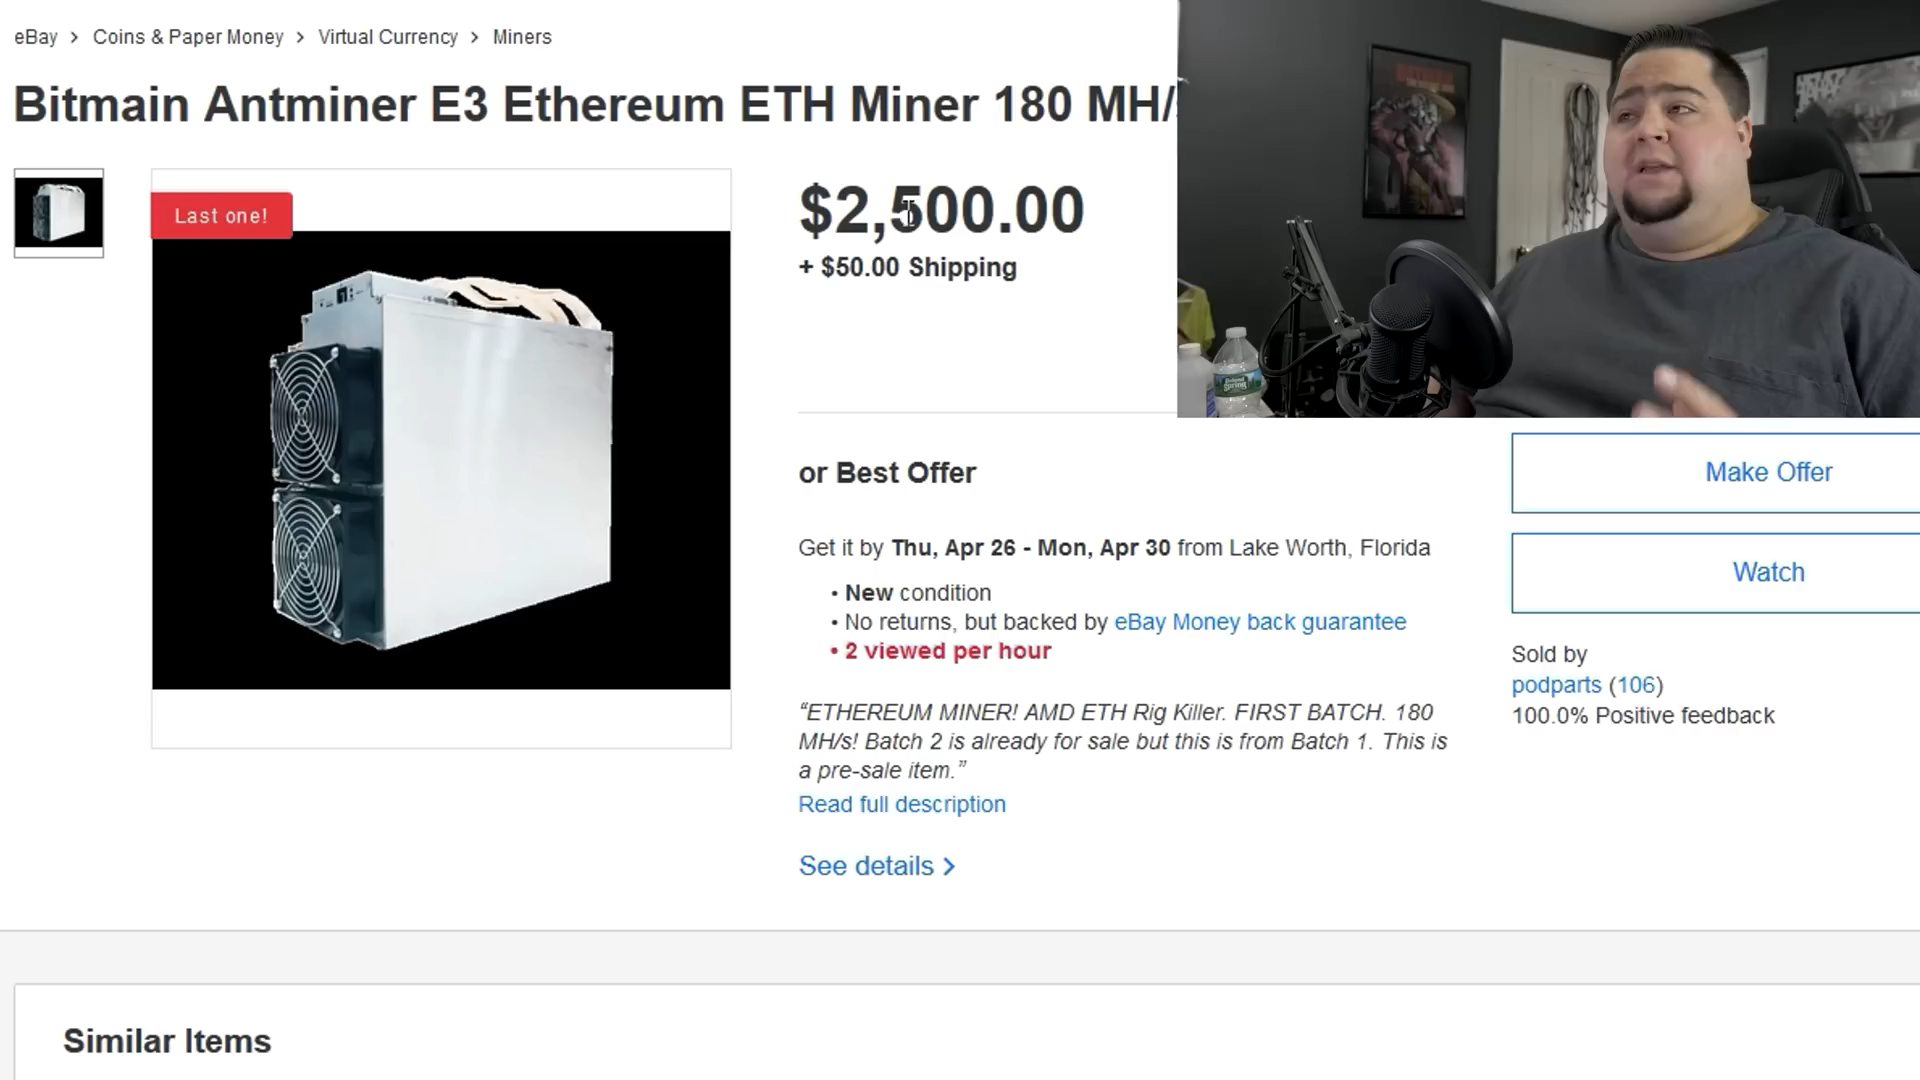 eBay > Coins & Paper Money > Virtual Currency > Miners
Bitmain Antminer E3 Ethereum ETH Miner 180 MH/
Last one!
$2,500.00
+ $50.00 Shipping
or Best Offer
Get it by Thu, Apr 26 - Mon, Apr 30 from Lake Worth, Florida
• New condition
• No returns, but backed by eBay Money back guarantee
• 2 viewed per hour
“ETHEREUM MINER! AMD ETH Rig Killer. FIRST BATCH. 180
MH/s! Batch 2 is already for sale but this is from Batch 1. This is
a pre-sale item.”
Read full description
See details >
Make Offer
Watch
Sold by
podparts (106)
100.0% Positive feedback
Similar Items
Poland
Spring